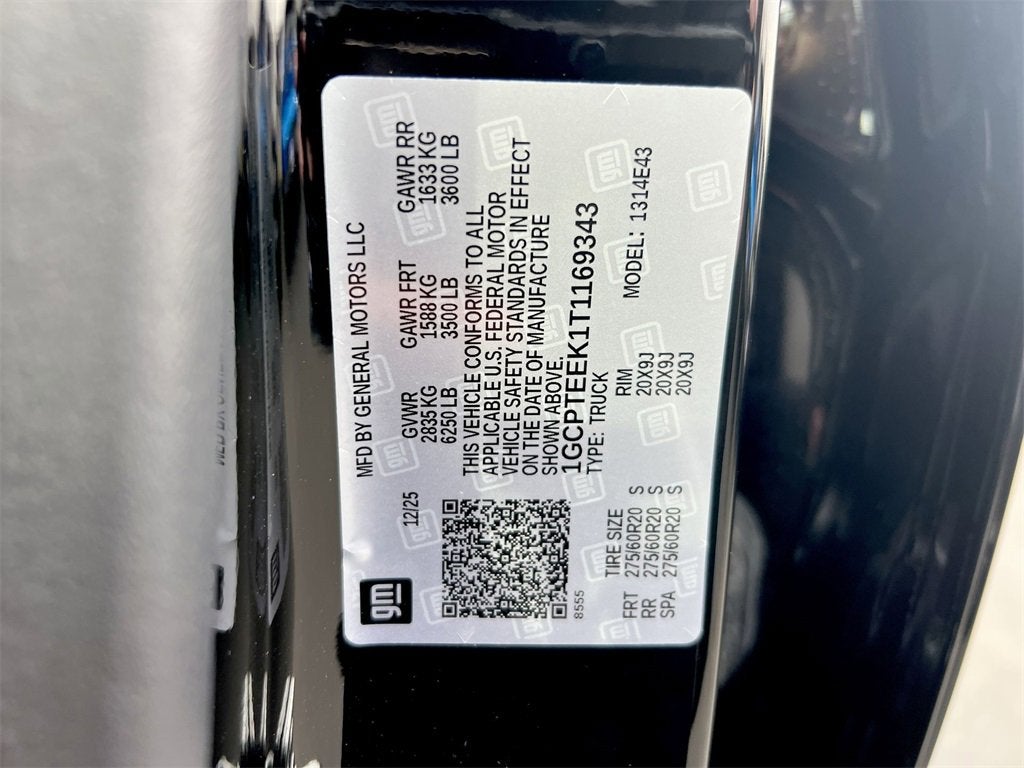 gm
12/25
MFD BY GENERAL MOTORS LLC
GVWR GAWR FRT GAWR RR
2835 KG 1588 KG 1633 KG
6250 LB 3500 LB 3600 LB
THIS VEHICLE CONFORMS TO ALL
APPLICABLE U.S. FEDERAL MOTOR
VEHICLE SAFETY STANDARDS IN EFFECT
ON THE DATE OF MANUFACTURE
SHOWN ABOVE.
1GCPTEEK1T1169343
8555
TYPE: TRUCK
TIRE SIZE RIM MODEL: 1314E43
FRT 275/60R20 S 20X9J
RR 275/60R20 S 20X9J
SPA 275/60R20 S 20X9J